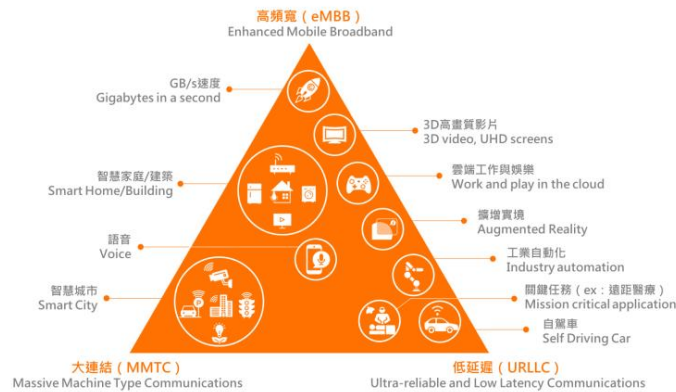 高頻寬（eMBB）
Enhanced Mobile Broadband
GB/s速度
Gigabytes in a second
3D高畫質影片
3D video, UHD screens
智慧家庭/建築
Smart Home/Building
雲端工作與娛樂
Work and play in the cloud
擴增實境
Augmented Reality
語音
Voice
工業自動化
Industry automation
智慧城市
Smart City
關鍵任務（ex：遠距醫療）
Mission critical application
自駕車
Self Driving Car
大連結（MMTC）
Massive Machine Type Communications
低延遲（URLLC）
Ultra-reliable and Low Latency Communications